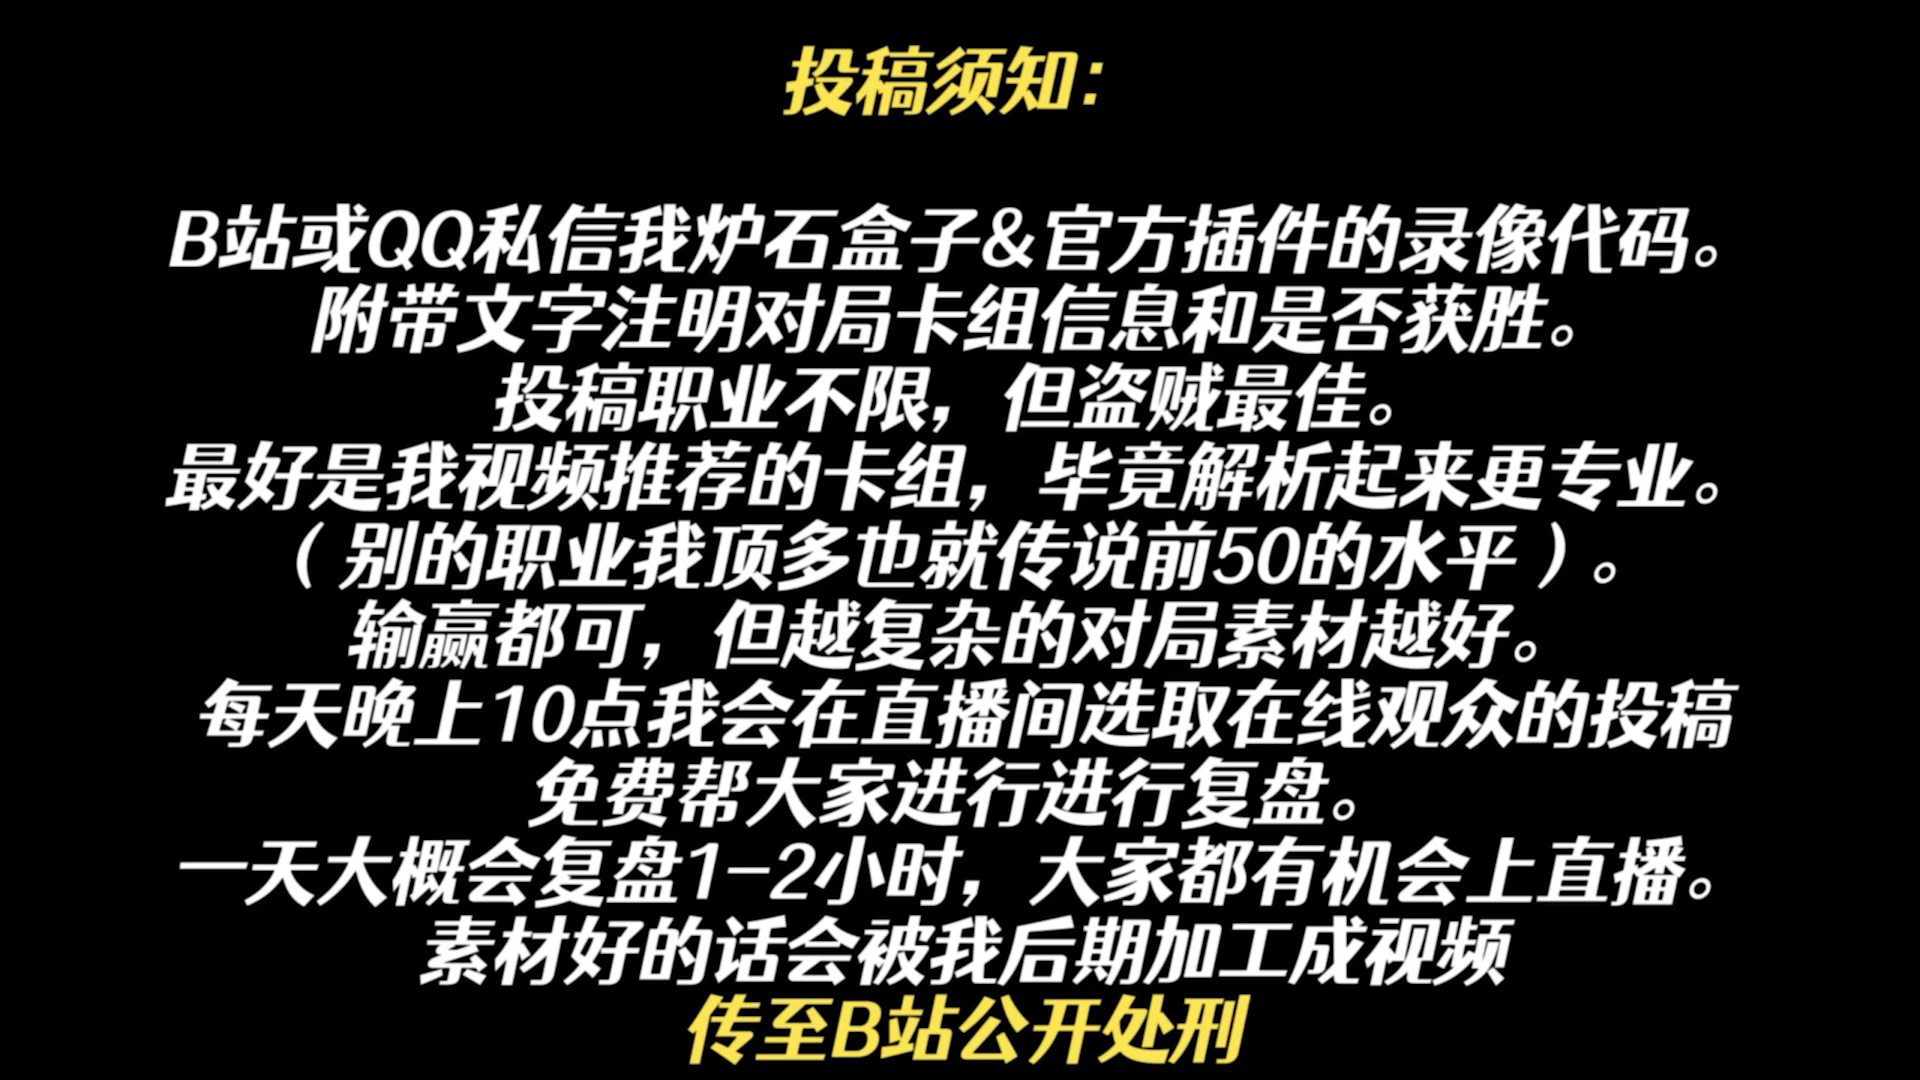 投稿须知：
B站或QQ私信我炉石盒子&官方插件的录像代码。
附带文字注明对局卡组信息和是否获胜。
投稿职业不限，但盗贼最佳。
最好是我视频推荐的卡组，毕竟解析起来更专业。
（别的职业我顶多也就传说前50的水平）。
输赢都可，但越复杂的对局素材越好。
每天晚上10点我会在直播间选取在线观众的投稿
免费帮大家进行进行复盘。
一天大概会复盘1-2小时，大家都有机会上直播。
素材好的话会被我后期加工成视频
传至B站公开处刑